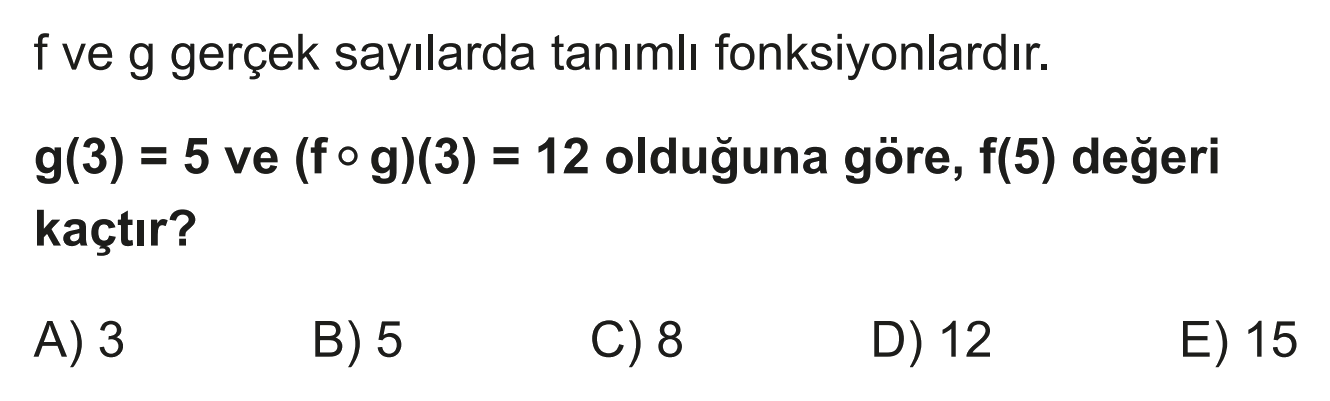 f ve g gerçek sayılarda tanımlı fonksiyonlardır.
g(3) = 5 ve (f∘g)(3) = 12 olduğuna göre, f(5) değeri
kaçtır?
A) 3 B) 5 C) 8 D) 12 E) 15